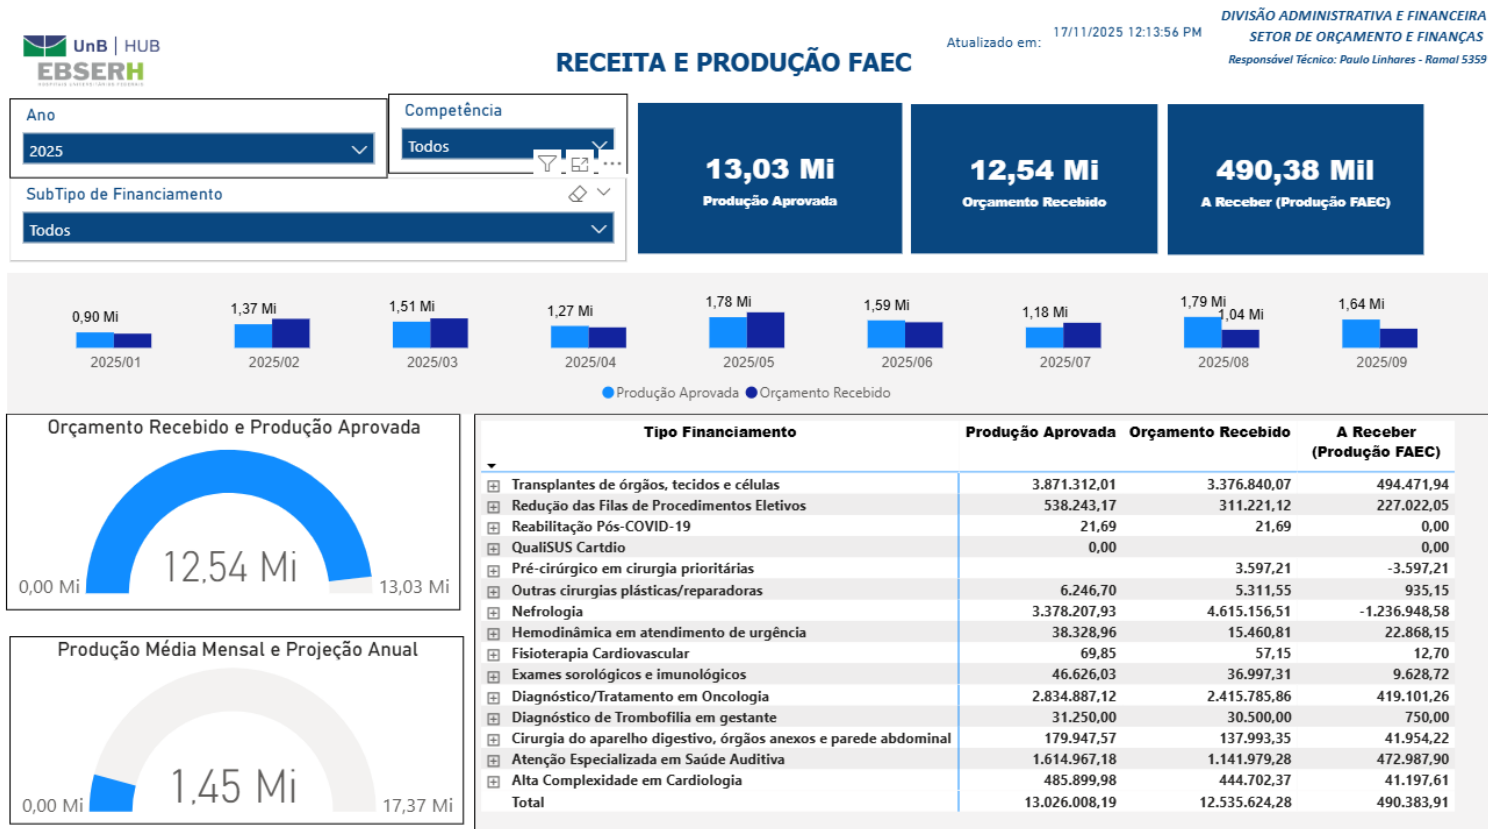 UnB | HUB
EBSERH
HOSPITAIS UNIVERSITÁRIOS FEDERAIS
RECEITA E PRODUÇÃO FAEC
Atualizado em:
17/11/2025 12:13:56 PM
DIVISÃO ADMINISTRATIVA E FINANCEIRA
SETOR DE ORÇAMENTO E FINANÇAS
Responsável Técnico: Paulo Linhares - Ramal 5359
Ano
2025
Competência
Todos
SubTipo de Financiamento
Todos
13,03 Mi
Produção Aprovada
12,54 Mi
Orçamento Recebido
490,38 Mil
A Receber (Produção FAEC)
0,90 Mi
1,37 Mi
1,51 Mi
1,27 Mi
1,78 Mi
1,59 Mi
1,18 Mi
1,79 Mi
1,04 Mi
1,64 Mi
2025/01
2025/02
2025/03
2025/04
2025/05
2025/06
2025/07
2025/08
2025/09
Produção Aprovada Orçamento Recebido
Orçamento Recebido e Produção Aprovada
12,54 Mi
0,00 Mi
13,03 Mi
Produção Média Mensal e Projeção Anual
1,45 Mi
0,00 Mi
17,37 Mi
Tipo Financiamento Produção Aprovada Orçamento Recebido A Receber (Produção FAEC)
Transplantes de órgãos, tecidos e células 3.871.312,01 3.376.840,07 494.471,94
Redução das Filas de Procedimentos Eletivos 538.243,17 311.221,12 227.022,05
Reabilitação Pós-COVID-19 21,69 21,69 0,00
QualiSUS Cartdio 0,00 0,00
Pré-cirúrgico em cirurgia prioritárias 3.597,21 -3.597,21
Outras cirurgias plásticas/reparadoras 6.246,70 5.311,55 935,15
Nefrologia 3.378.207,93 4.615.156,51 -1.236.948,58
Hemodinâmica em atendimento de urgência 38.328,96 15.460,81 22.868,15
Fisioterapia Cardiovascular 69,85 57,15 12,70
Exames sorológicos e imunológicos 46.626,03 36.997,31 9.628,72
Diagnóstico/Tratamento em Oncologia 2.834.887,12 2.415.785,86 419.101,26
Diagnóstico de Trombofilia em gestante 31.250,00 30.500,00 750,00
Cirurgia do aparelho digestivo, órgãos anexos e parede abdominal 179.947,57 137.993,35 41.954,22
Atenção Especializada em Saúde Auditiva 1.614.967,18 1.141.979,28 472.987,90
Alta Complexidade em Cardiologia 485.899,98 444.702,37 41.197,61
Total 13.026.008,19 12.535.624,28 490.383,91